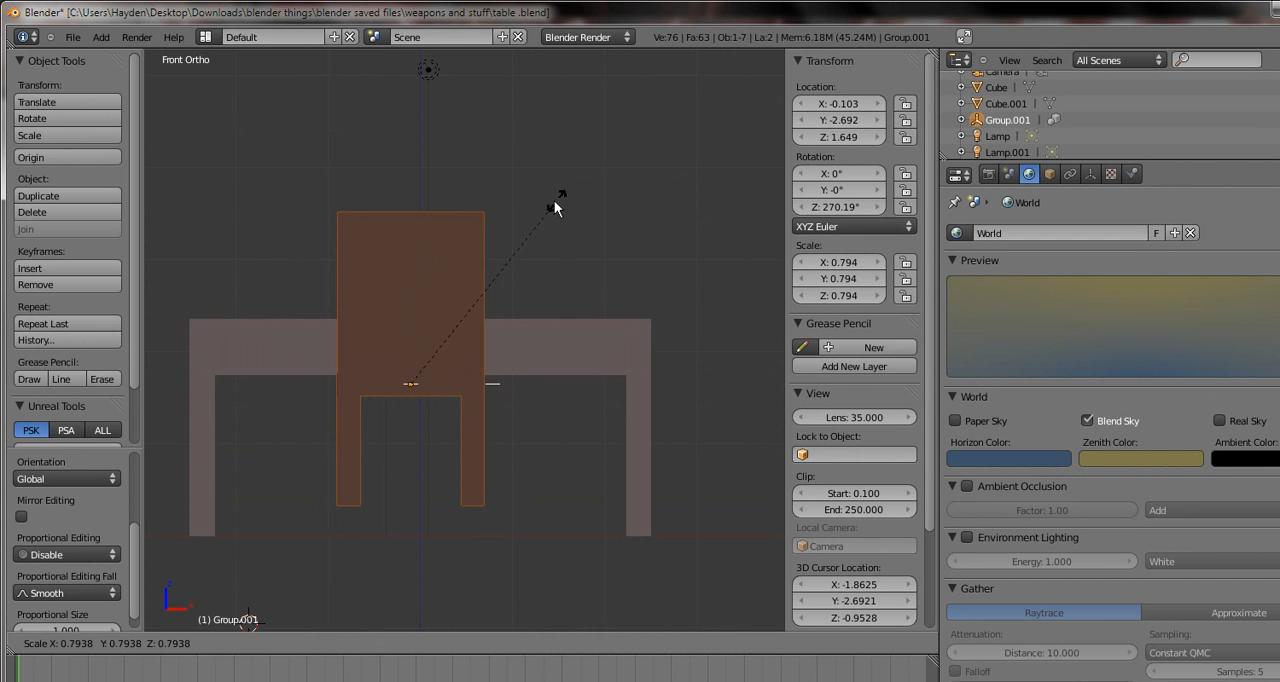 Blender* [C:\Users\Hayden\Desktop\Downloads\blender things\blender saved files\weapons and stuff\table .blend]
File Add Render Help Default Scene Blender Render Ve:76 | Fa:63 | Ob:1-7 | La:2 | Mem:6.18M (45.24M) | Group.001
Object Tools
Transform:
Translate
Rotate
Scale
Origin
Object:
Duplicate
Delete
Join
Keyframes:
Insert
Remove
Repeat:
Repeat Last
History...
Grease Pencil:
Draw Line Erase
Unreal Tools
PSK PSA ALL
Orientation
Global
Mirror Editing
Proportional Editing
Disable
Proportional Editing Fall
Smooth
Proportional Size
1.000
Front Ortho
z
x
(1) Group.001
Scale X: 0.7938 Y: 0.7938 Z: 0.7938
Transform
Location:
X: -0.103
Y: -2.692
Z: 1.649
Rotation:
X: 0°
Y: -0°
Z: 270.19°
XYZ Euler
Scale:
X: 0.794
Y: 0.794
Z: 0.794
Grease Pencil
New
Add New Layer
View
Lens: 35.000
Lock to Object:
Clip:
Start: 0.100
End: 250.000
Local Camera:
Camera
3D Cursor Location:
X: -1.8625
Y: -2.6921
Z: -0.9528
View Search All Scenes
Camera
Cube
Cube.001
Group.001
Lamp
Lamp.001
World
World F
Preview
World
Paper Sky Blend Sky Real Sky
Horizon Color: Zenith Color: Ambient Color:
Ambient Occlusion
Factor: 1.00 Add
Environment Lighting
Energy: 1.000 White
Gather
Raytrace Approximate
Attenuation: Sampling:
Distance: 10.000 Constant QMC
Falloff Samples: 5